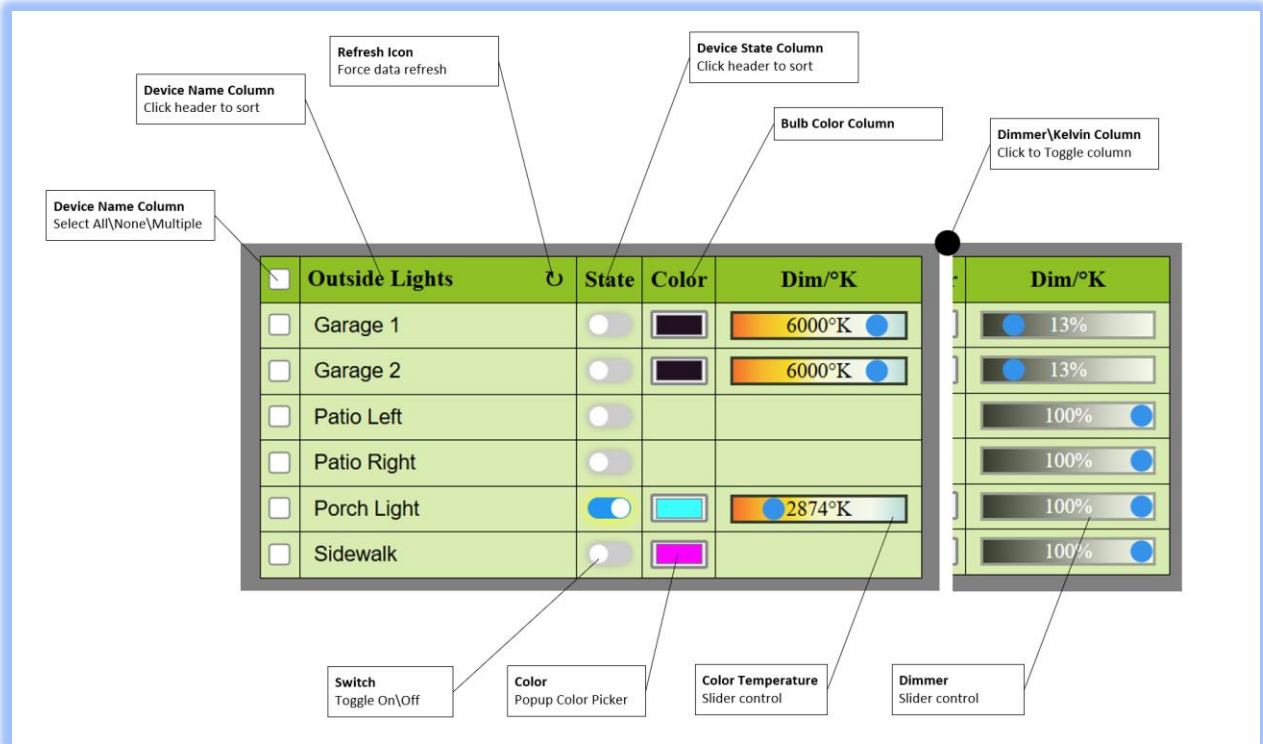 Refresh Icon
Force data refresh
Device State Column
Click header to sort
Device Name Column
Click header to sort
Bulb Color Column
Dimmer\Kelvin Column
Click to Toggle column
Device Name Column
Select All\None\Multiple
Outside Lights ↻ State Color Dim/°K r Dim/°K
Garage 1 6000°K 13%
Garage 2 6000°K 13%
Patio Left 100%
Patio Right 100%
Porch Light 2874°K 100%
Sidewalk 100%
Switch
Toggle On\Off
Color
Popup Color Picker
Color Temperature
Slider control
Dimmer
Slider control